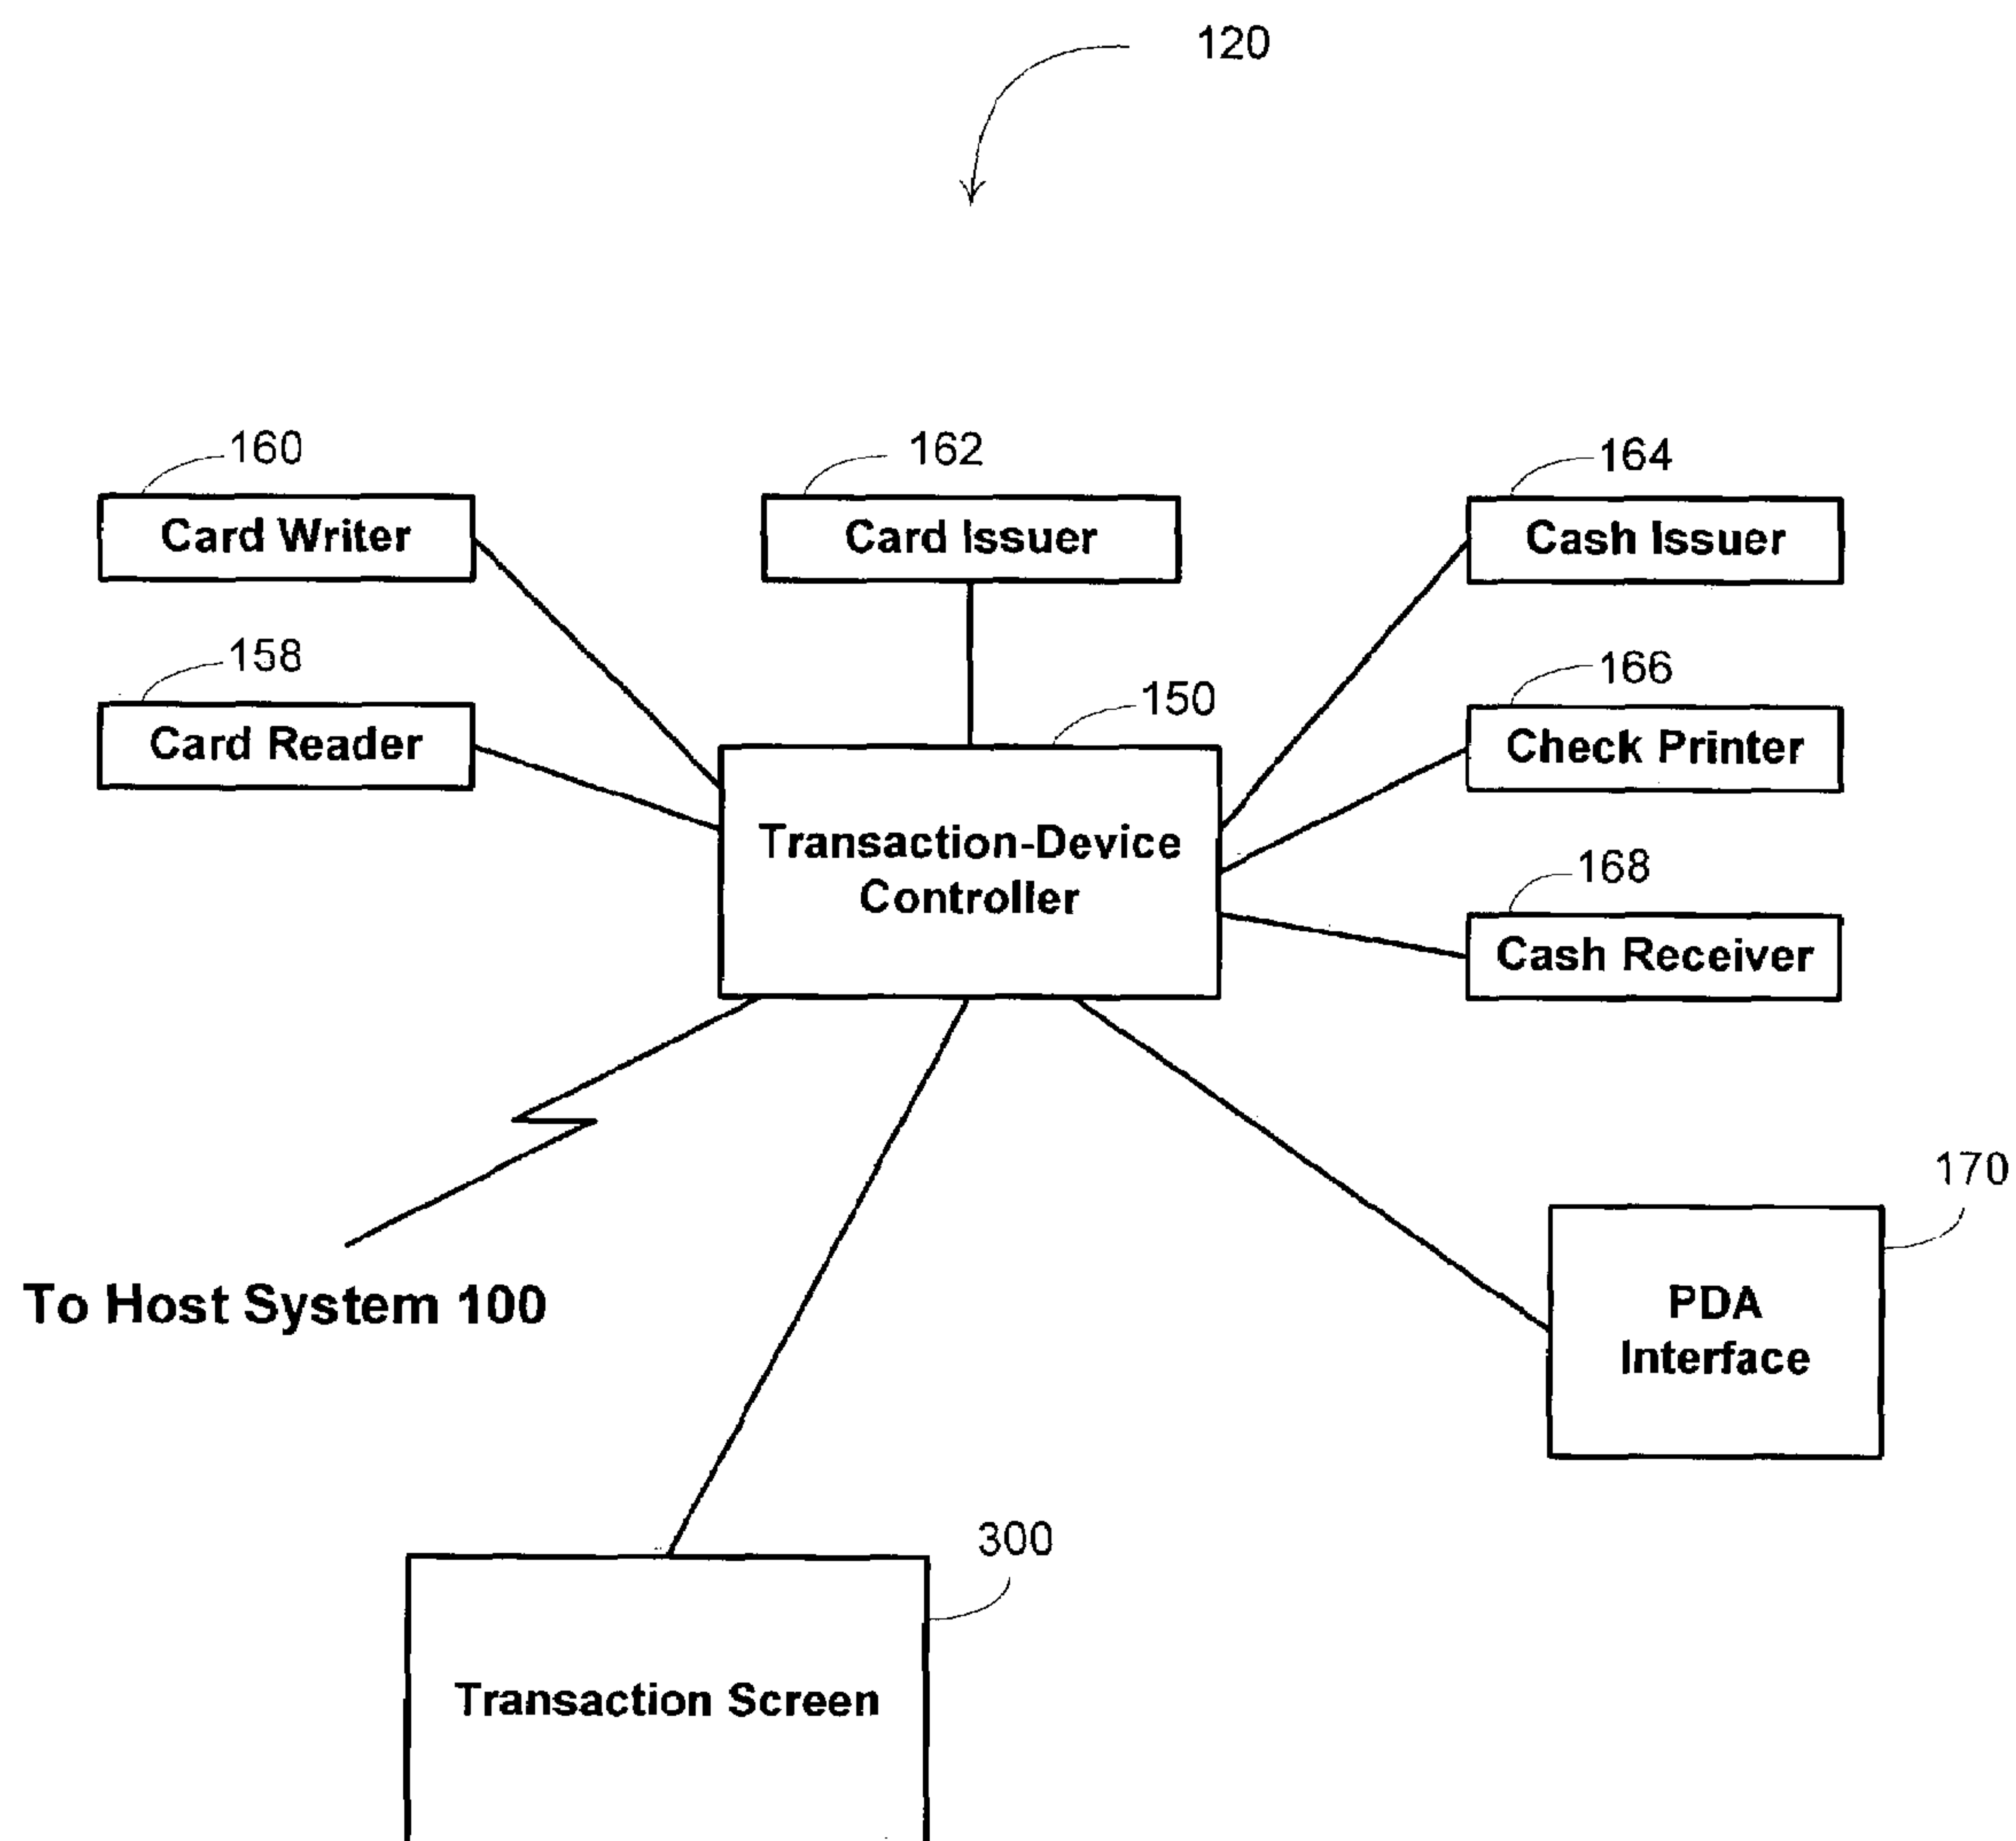 120
160
162
164
Card Writer
Card Issuer
Cash Issuer
158
166
Card Reader
150
Check Printer
Transaction-Device
Controller
168
Cash Receiver
170
To Host System 100
PDA
Interface
300
Transaction Screen